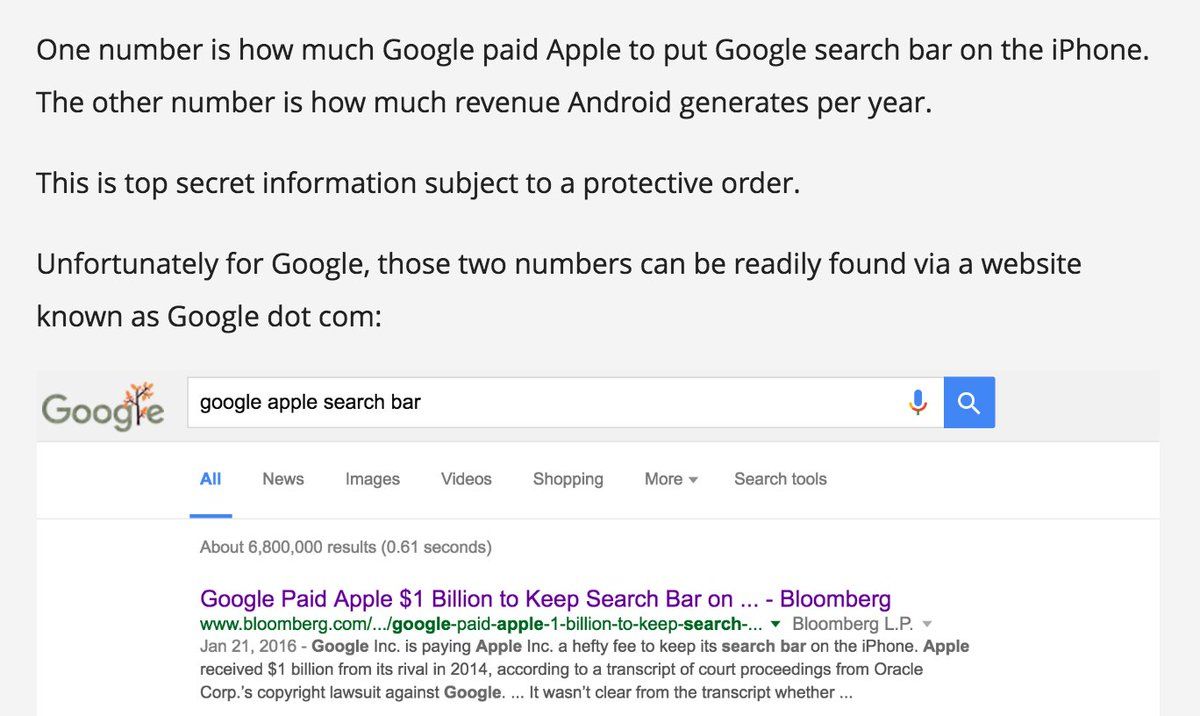 One number is how much Google paid Apple to put Google search bar on the iPhone.
The other number is how much revenue Android generates per year.
This is top secret information subject to a protective order.
Unfortunately for Google, those two numbers can be readily found via a website
known as Google dot com:
Google google apple search bar
All News Images Videos Shopping More Search tools
About 6,800,000 results (0.61 seconds)
Google Paid Apple $1 Billion to Keep Search Bar on ... - Bloomberg
www.bloomberg.com/.../google-paid-apple-1-billion-to-keep-search-... Bloomberg L.P.
Jan 21, 2016 - Google Inc. is paying Apple Inc. a hefty fee to keep its search bar on the iPhone. Apple
received $1 billion from its rival in 2014, according to a transcript of court proceedings from Oracle
Corp.'s copyright lawsuit against Google. ... It wasn't clear from the transcript whether ...